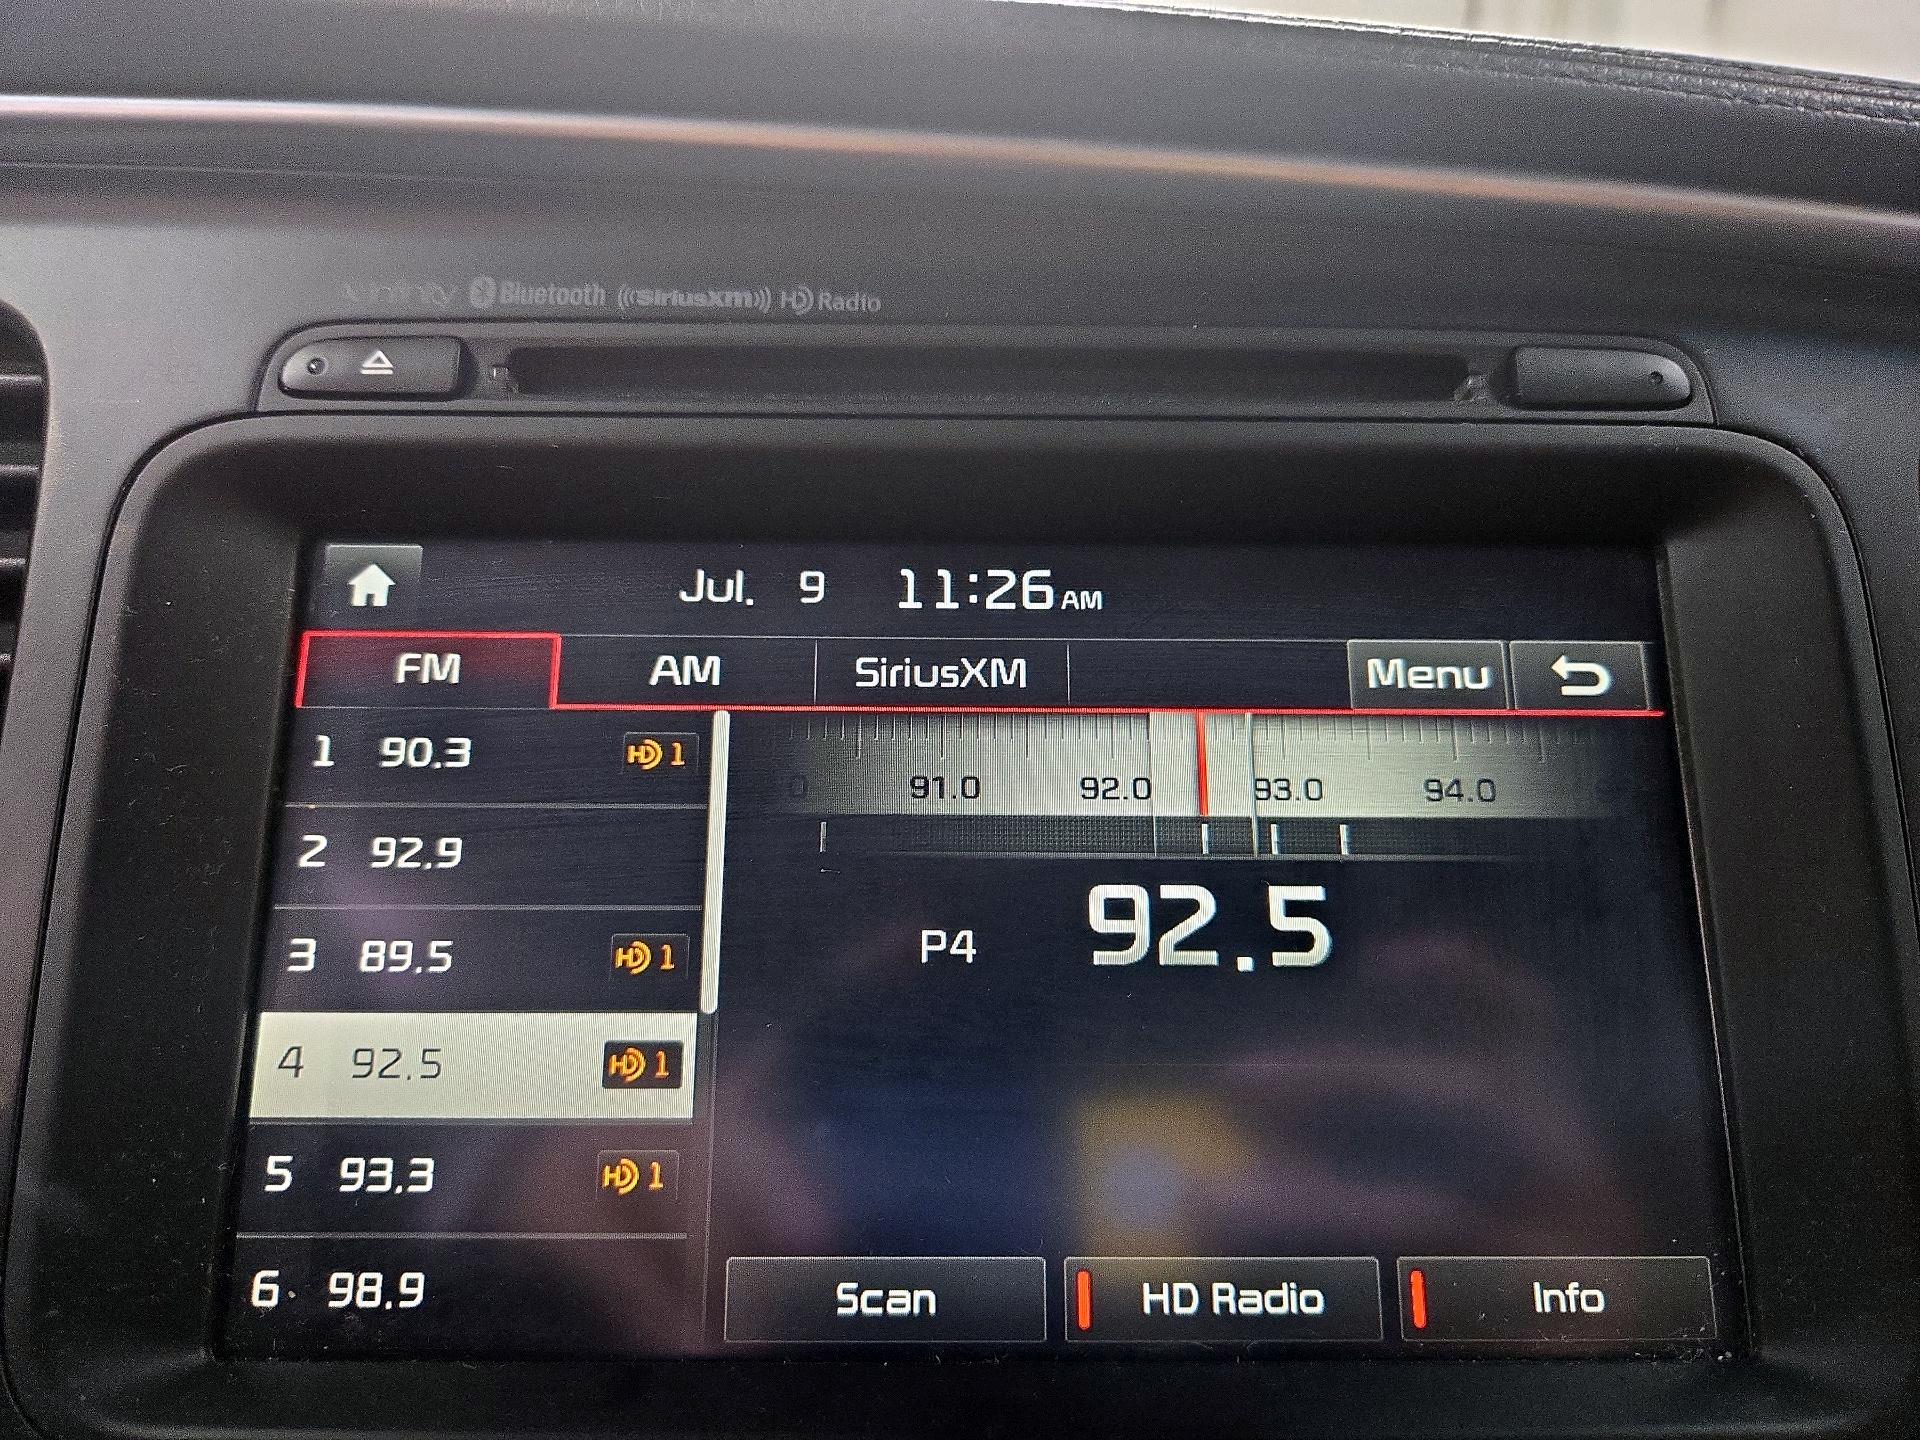 infinity Bluetooth SiriusXM HD Radio
Jul. 9 11:26 AM
FM AM SiriusXM Menu
1 90.3 HD 1
2 92.9
3 89.5 HD 1
4 92.5 HD 1
5 93.3 HD 1
6 98.9
91.0 92.0 93.0 94.0
P4 92.5
Scan HD Radio Info